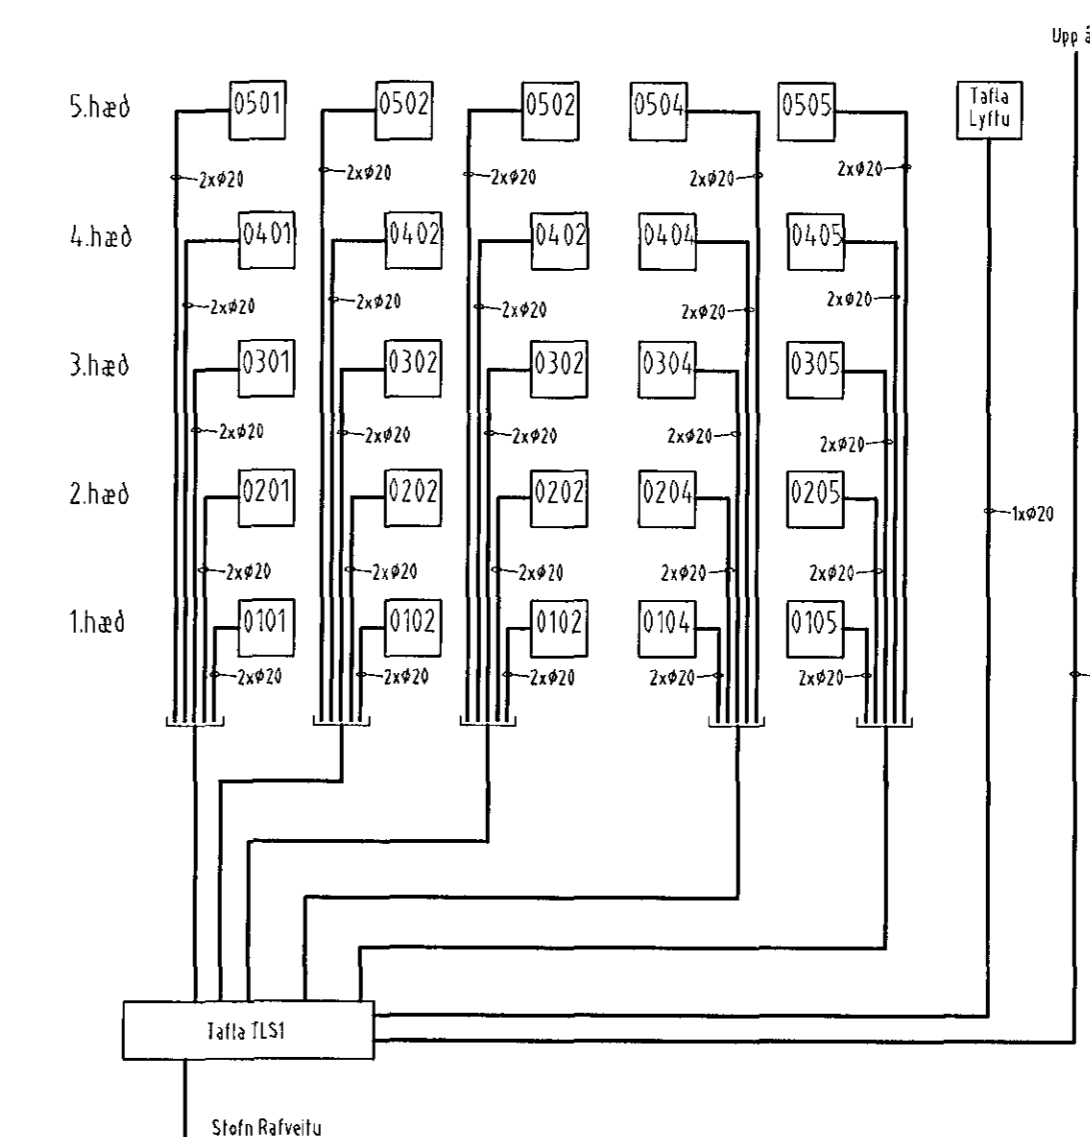 Upp á
5.hæð 0501 0502 0502 0504 0505 Tafla Lyftu
2xø20 2xø20 2xø20 2xø20 2xø20
4.hæð 0401 0402 0402 0404 0405
2xø20 2xø20 2xø20 2xø20 2xø20
3.hæð 0301 0302 0302 0304 0305
2xø20 2xø20 2xø20 2xø20 2xø20
2.hæð 0201 0202 0202 0204 0205
1xø20
2xø20 2xø20 2xø20 2xø20 2xø20
1.hæð 0101 0102 0102 0104 0105
2xø20 2xø20 2xø20 2xø20 2xø20
Tafla TLS1
Stofn Rafveitu